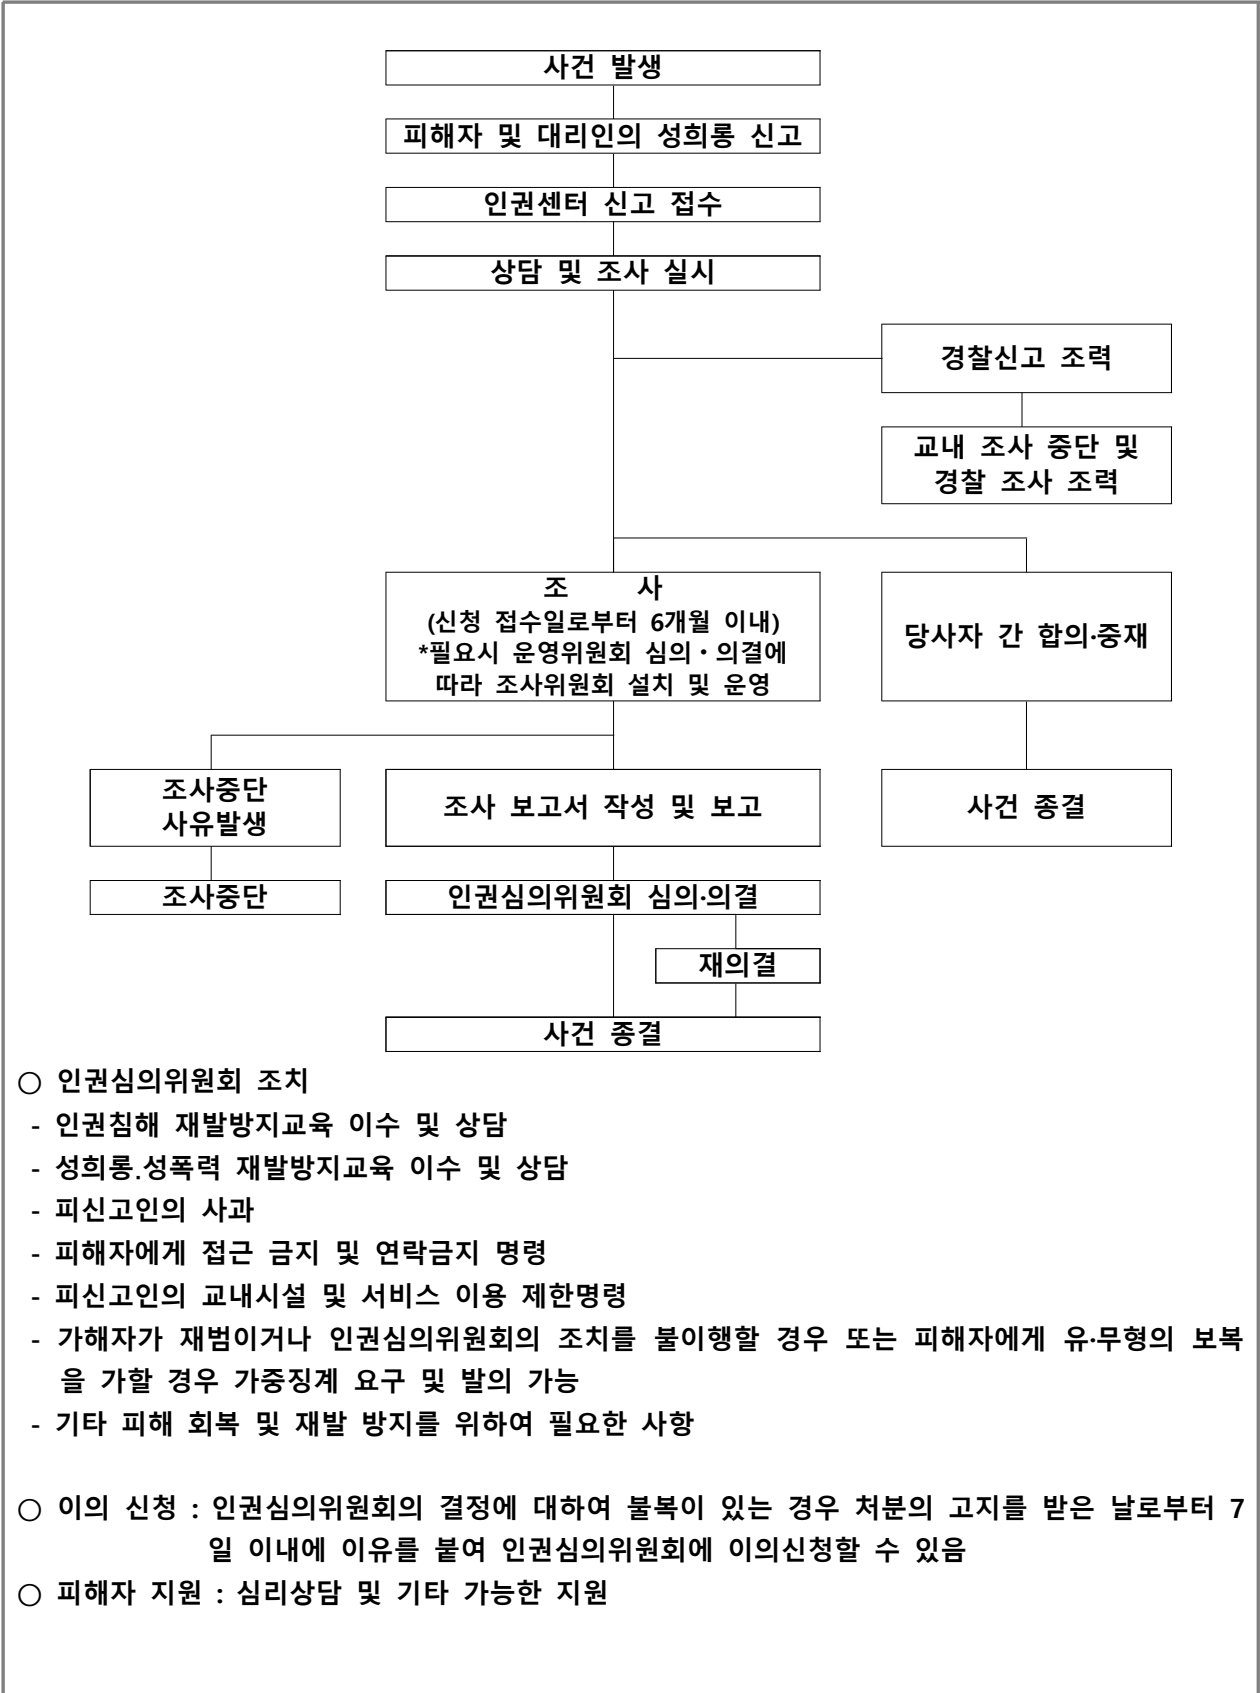 사건 발생
피해자 및 대리인의 성희롱 신고
인권센터 신고 접수
상담 및 조사 실시
경찰신고 조력
교내 조사 중단 및
경찰 조사 조력
조 사
(신청 접수일로부터 6개월 이내)
*필요시 운영위원회 심의・의결에
따라 조사위원회 설치 및 운영
당사자 간 합의·중재
조사중단
사유발생
조사 보고서 작성 및 보고
사건 종결
조사중단
인권심의위원회 심의·의결
재의결
사건 종결
○ 인권심의위원회 조치
- 인권침해 재발방지교육 이수 및 상담
- 성희롱.성폭력 재발방지교육 이수 및 상담
- 피신고인의 사과
- 피해자에게 접근 금지 및 연락금지 명령
- 피신고인의 교내시설 및 서비스 이용 제한명령
- 가해자가 재범이거나 인권심의위원회의 조치를 불이행할 경우 또는 피해자에게 유·무형의 보복
을 가할 경우 가중징계 요구 및 발의 가능
- 기타 피해 회복 및 재발 방지를 위하여 필요한 사항
○ 이의 신청 : 인권심의위원회의 결정에 대하여 불복이 있는 경우 처분의 고지를 받은 날로부터 7
일 이내에 이유를 붙여 인권심의위원회에 이의신청할 수 있음
○ 피해자 지원 : 심리상담 및 기타 가능한 지원